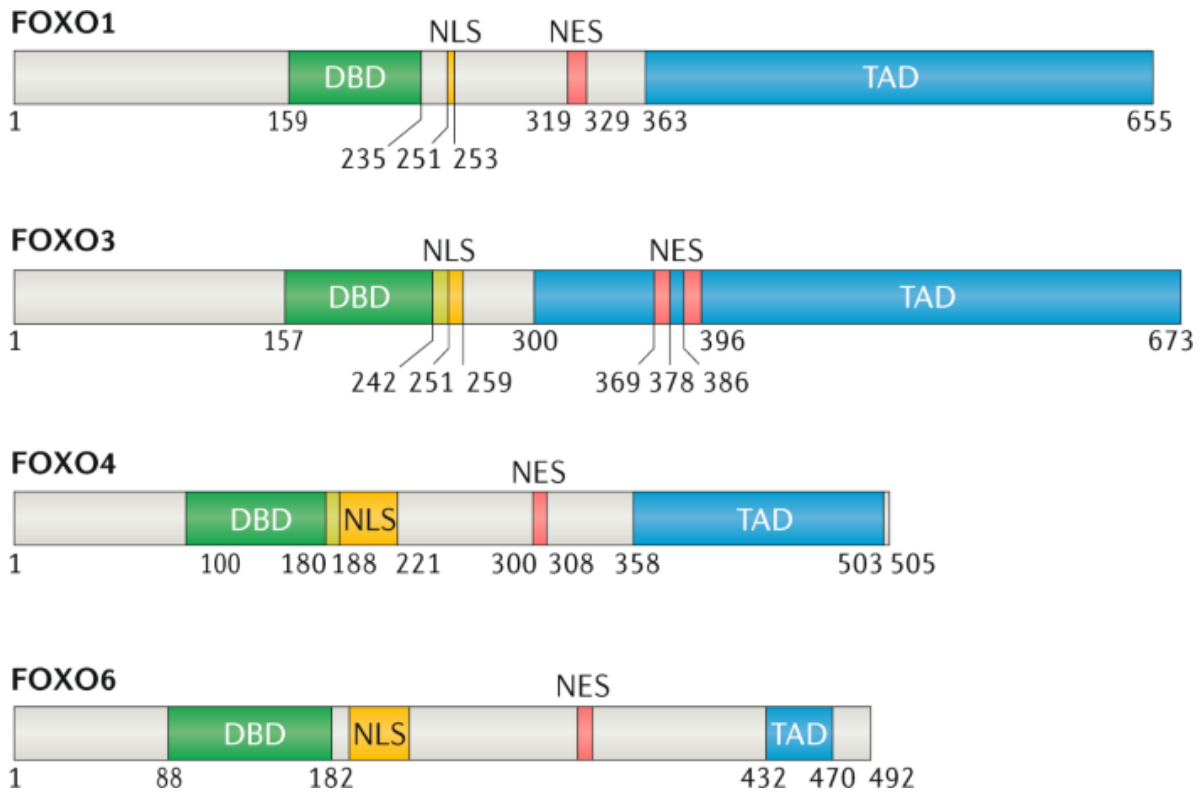 FOXO1
NLS NES
DBD TAD
1 159 319 329 363 655
235 251 253
FOXO3
NLS NES
DBD TAD
1 157 300 396 673
242 251 259 369 378 386
FOXO4
NES
DBD NLS TAD
1 100 180 188 221 300 308 358 503 505
FOXO6
NES
DBD NLS TAD
1 88 182 432 470 492